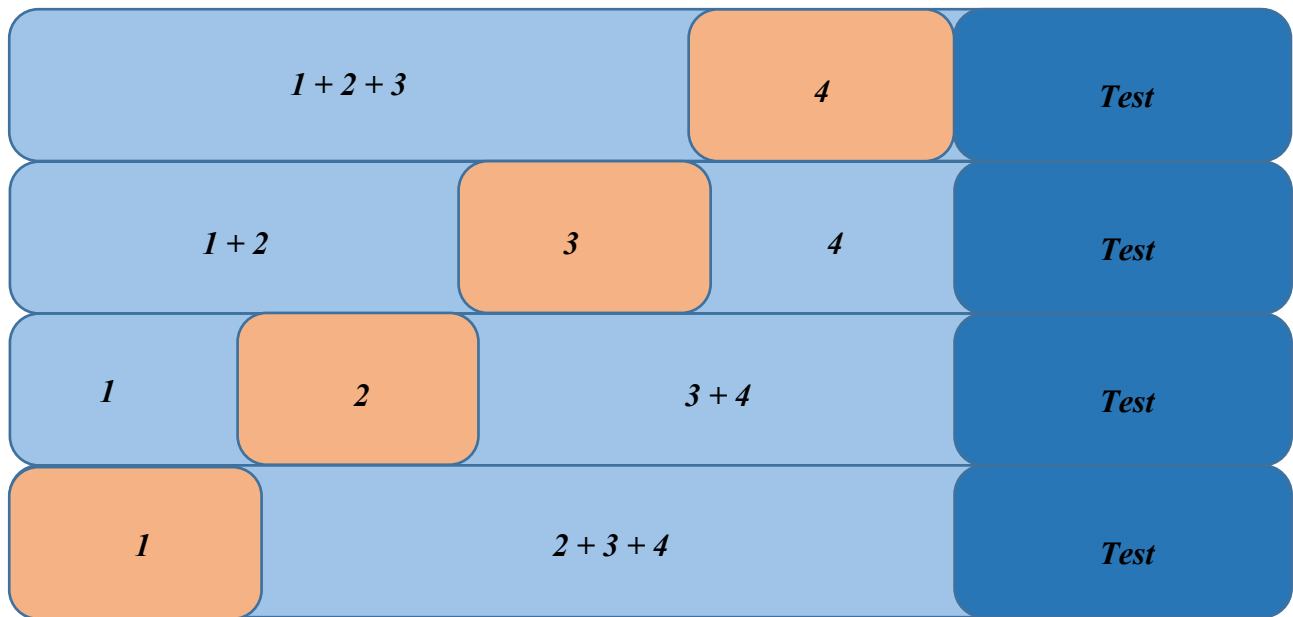 1 + 2 + 3 4 Test
1 + 2 3 4 Test
1 2 3 + 4 Test
1 2 + 3 + 4 Test